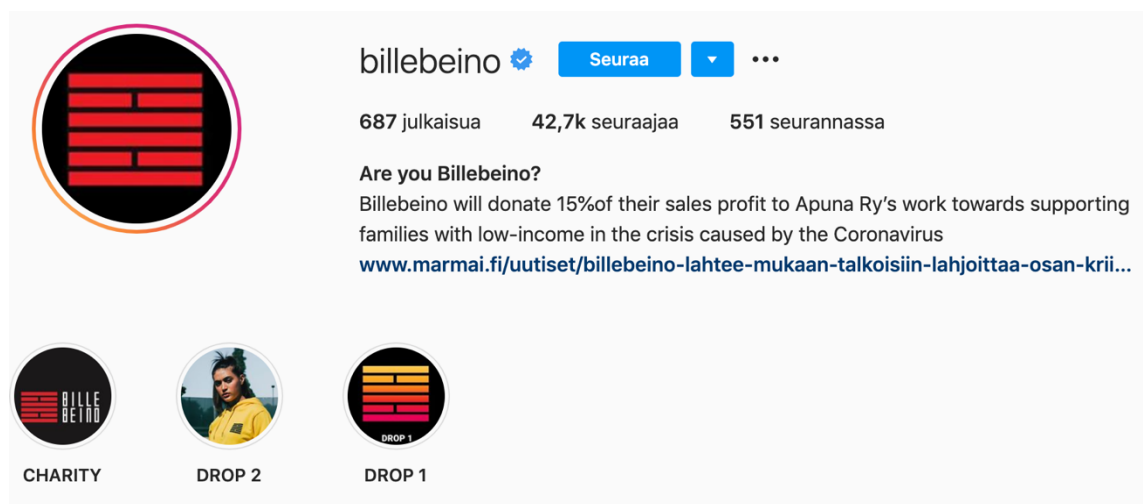 billebeino Seuraa
687 julkaisua 42,7k seuraajaa 551 seurannassa
Are you Billebeino?
Billebeino will donate 15%of their sales profit to Apuna Ry’s work towards supporting
families with low-income in the crisis caused by the Coronavirus
www.marmai.fi/uutiset/billebeino-lahtee-mukaan-talkoisiin-lahjoittaa-osan-krii...
BILLE
BEINO
DROP 1
CHARITY DROP 2 DROP 1